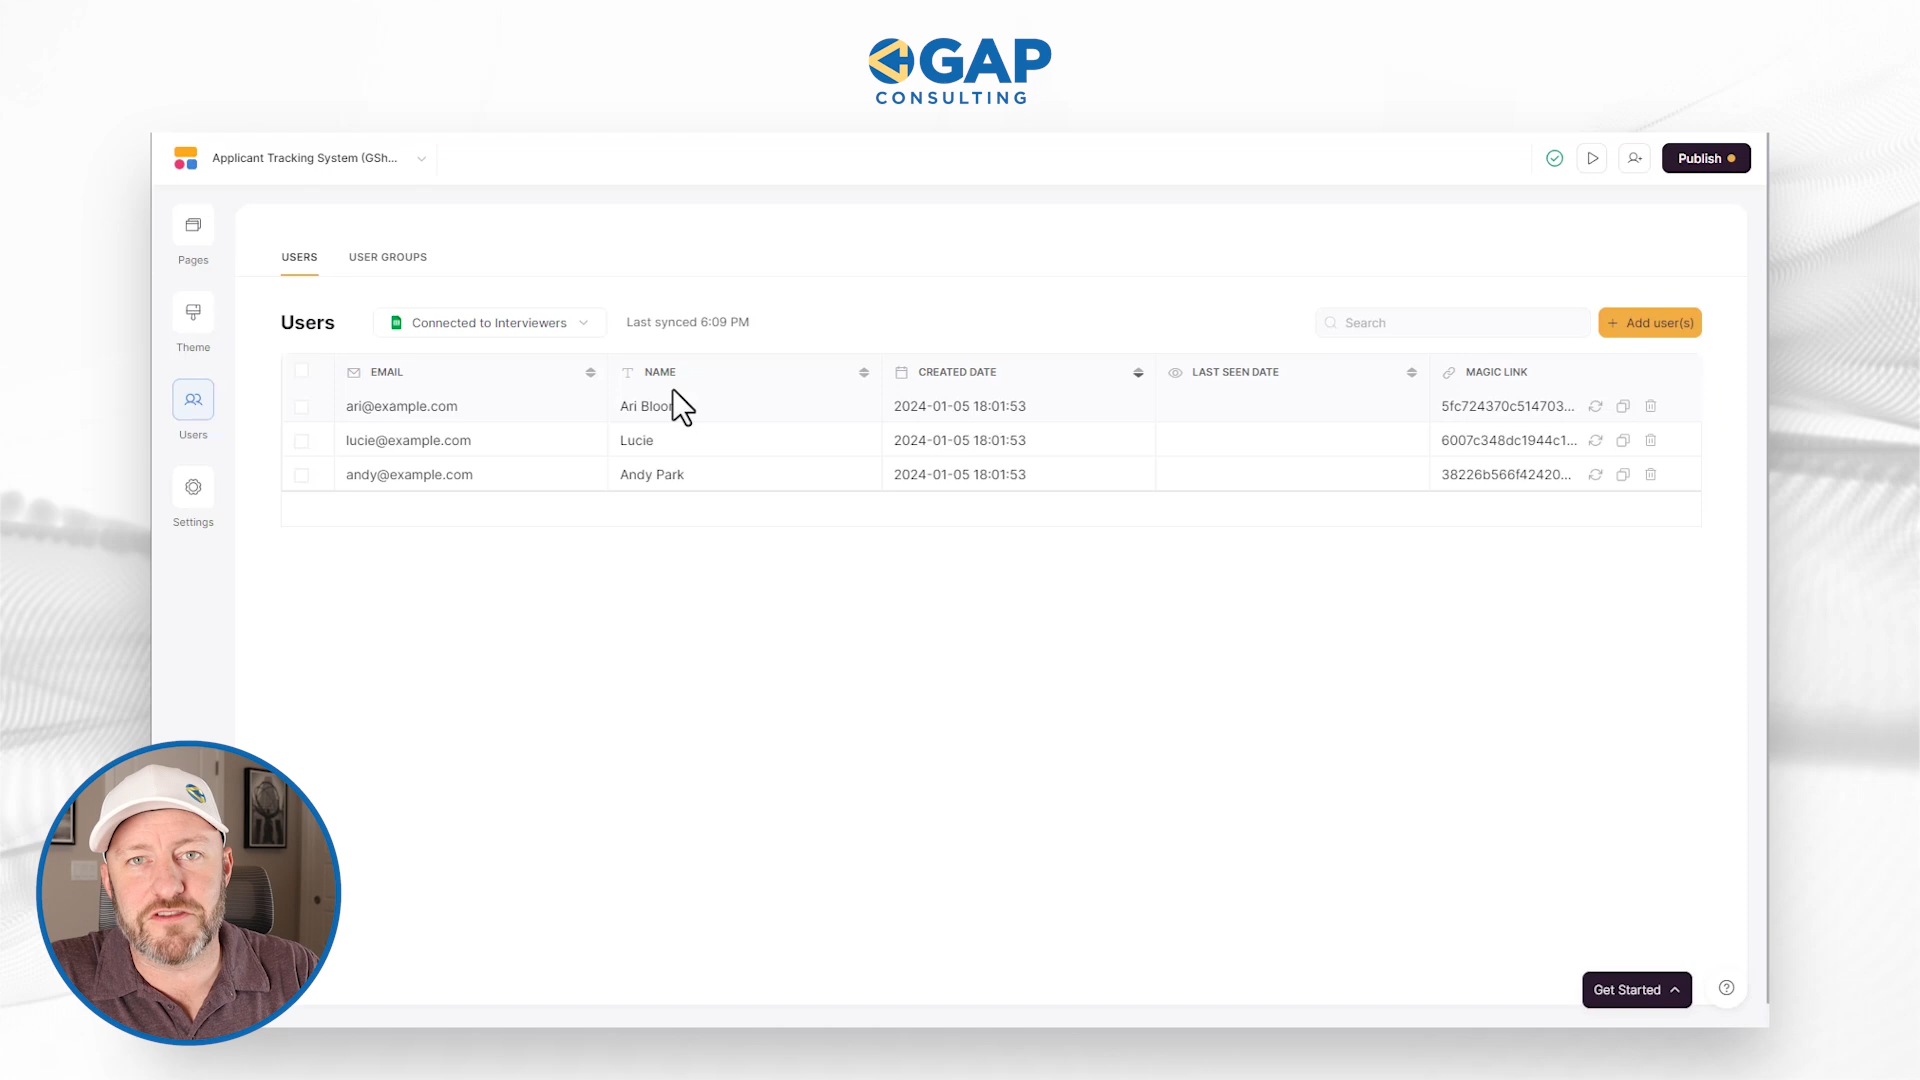 GAP
CONSULTING
Applicant Tracking System (GSh...
Publish
Pages
Theme
Users
Settings
USERS
USER GROUPS
Users
Connected to Interviewers
Last synced 6:09 PM
Search
+ Add user(s)
EMAIL
NAME
CREATED DATE
LAST SEEN DATE
MAGIC LINK
ari@example.com
Ari
2024-01-05 18:01:53
5fc724370c514703...
lucie@example.com
Lucie
2024-01-05 18:01:53
6007c348dc1944c1...
andy@example.com
Andy Park
2024-01-05 18:01:53
38226b566f42420...
Get Started
?